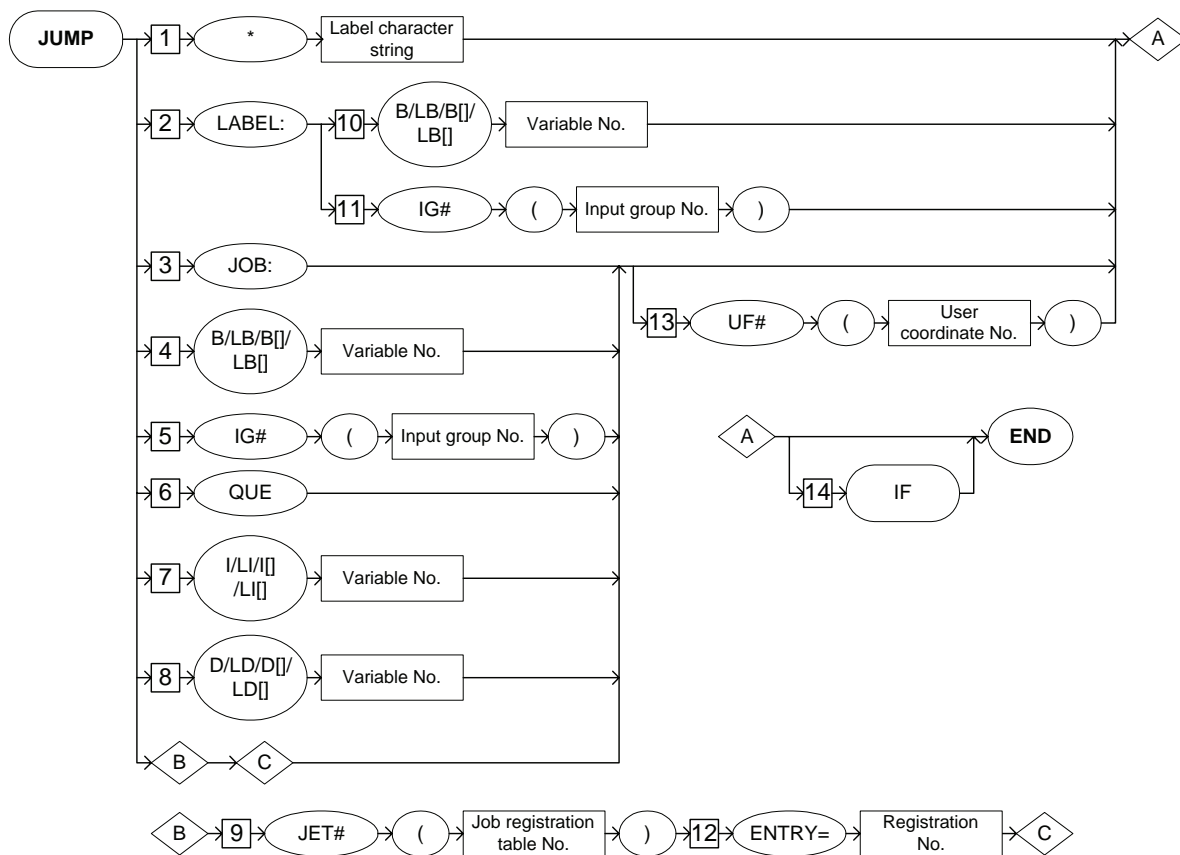 JUMP
1
*
Label character
string
A
2
LABEL:
10
B/LB/B[]/
LB[]
Variable No.
11
IG#
(
Input group No.
)
3
JOB:
13
UF#
(
User
coordinate No.
)
4
B/LB/B[]/
LB[]
Variable No.
5
IG#
(
Input group No.
)
A
END
6
QUE
14
IF
7
I/LI/I[]
/LI[]
Variable No.
8
D/LD/D[]/
LD[]
Variable No.
B
C
B
9
JET#
(
Job registration
table No.
)
12
ENTRY=
Registration
No.
C